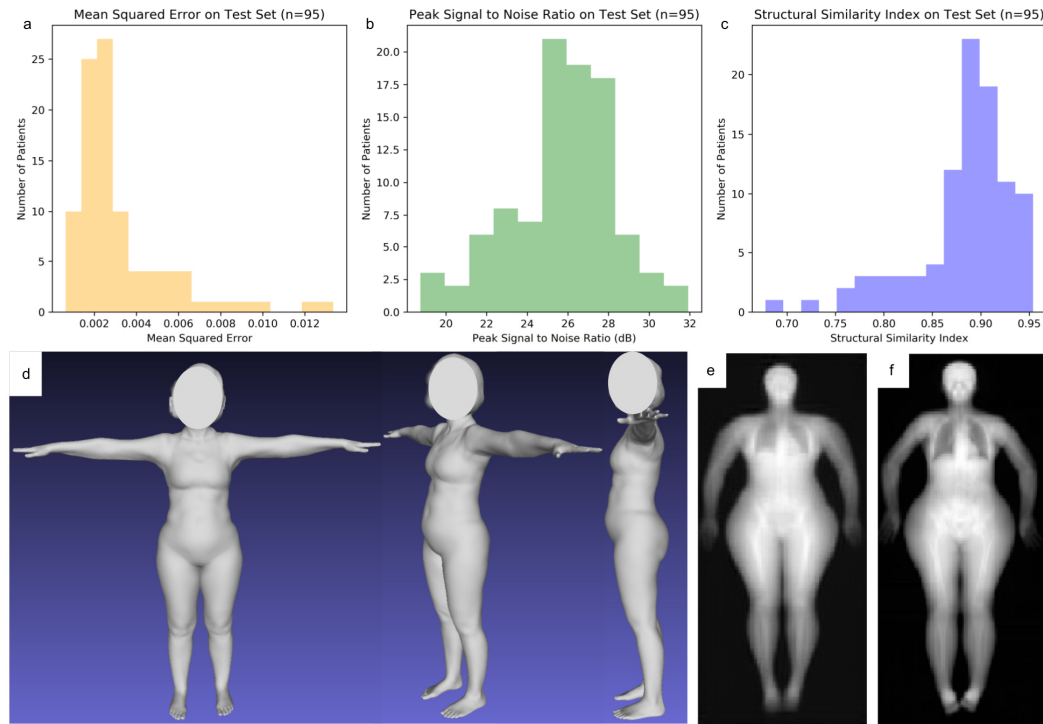 Mean Squared Error on Test Set (n=95)
a
Number of Patients
25
20
15
10
5
0
0.002 0.004 0.006 0.008 0.010 0.012
Mean Squared Error
Peak Signal to Noise Ratio on Test Set (n=95)
b
Number of Patients
20.0
17.5
15.0
12.5
10.0
7.5
5.0
2.5
0.0
20 22 24 26 28 30 32
Peak Signal to Noise Ratio (dB)
Structural Similarity Index on Test Set (n=95)
c
Number of Patients
20
15
10
5
0
0.70 0.75 0.80 0.85 0.90 0.95
Structural Similarity Index
d
e
f